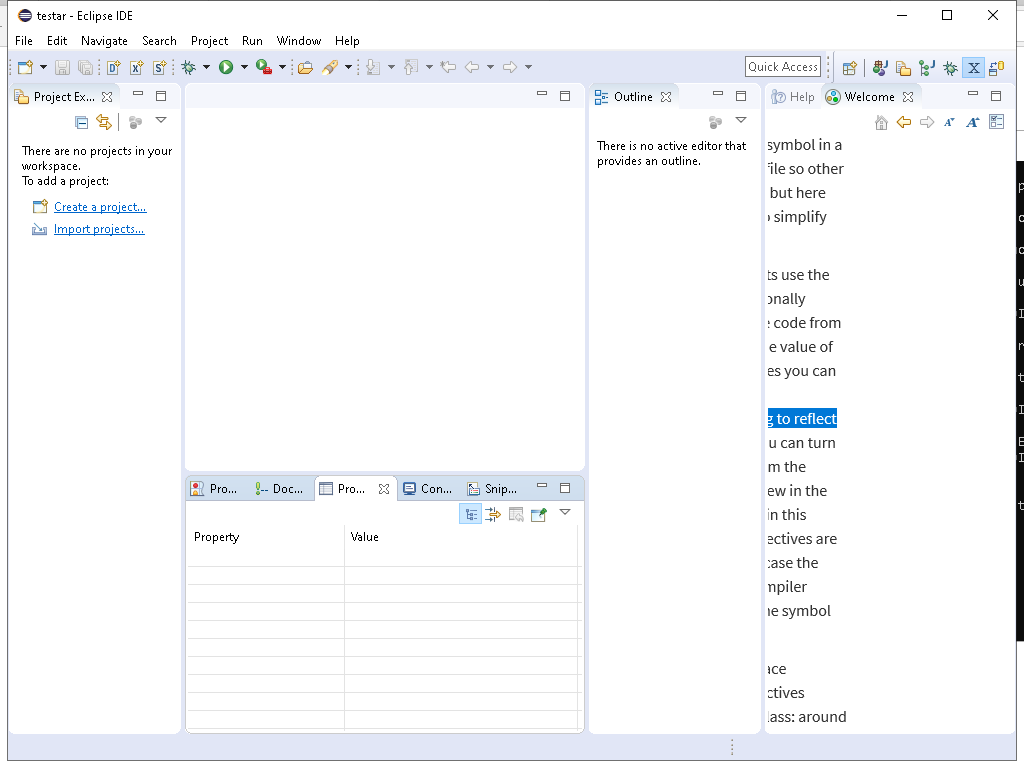 testar - Eclipse IDE
File Edit Navigate Search Project Run Window Help
Quick Access
Project Ex...
There are no projects in your
workspace.
To add a project:
Create a project...
Import projects...
Pro... Doc... Pro... Con... Snip...
Property Value
Outline
There is no active editor that
provides an outline.
Help Welcome
symbol in a
file so other
but here
simplify
ts use the
onally
code from
e value of
es you can
g to reflect
u can turn
m the
ew in the
in this
ectives are
case the
mpiler
he symbol
ace
ctives
lass: around